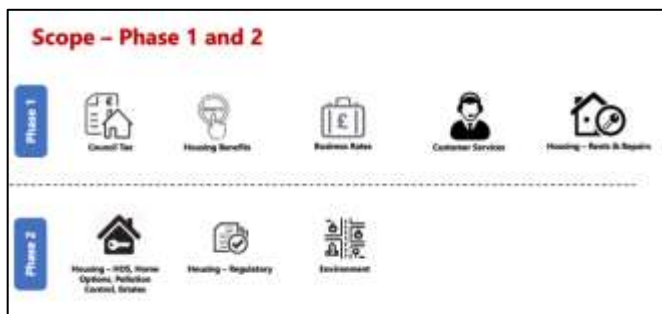 Scope – Phase 1 and 2
Phase 1
£
£
Council Tax
Housing Benefits
Business Rates
Customer Services
Housing – Rents & Repairs
Phase 2
Housing – HOS, Home
Options, Pollution
Control, Estates
Housing – Regulatory
Environment